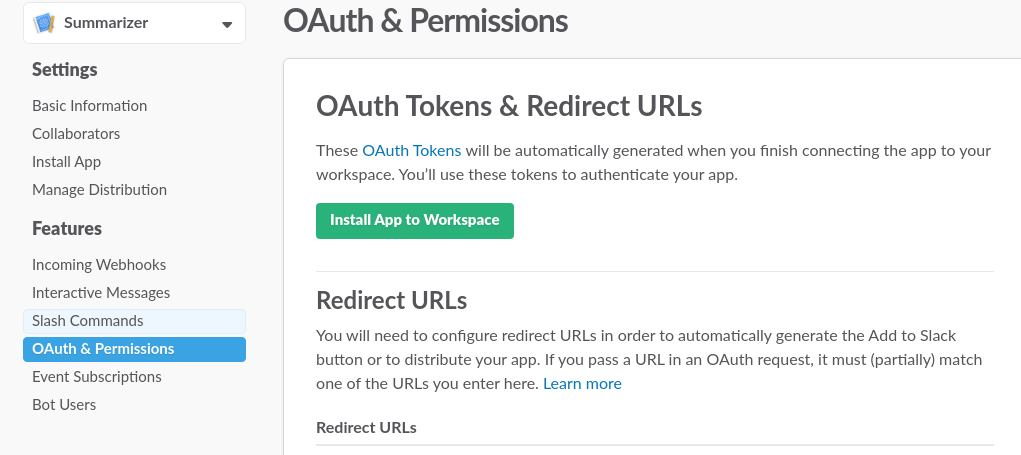 Summarizer
Settings
Basic Information
Collaborators
Install App
Manage Distribution
Features
Incoming Webhooks
Interactive Messages
Slash Commands
OAuth & Permissions
Event Subscriptions
Bot Users
OAuth & Permissions
OAuth Tokens & Redirect URLs
These OAuth Tokens will be automatically generated when you finish connecting the app to your
workspace. You’ll use these tokens to authenticate your app.
Install App to Workspace
Redirect URLs
You will need to configure redirect URLs in order to automatically generate the Add to Slack
button or to distribute your app. If you pass a URL in an OAuth request, it must (partially) match
one of the URLs you enter here. Learn more
Redirect URLs